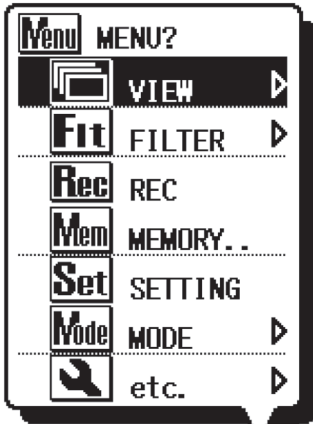 Menu MENU?
VIEW
Flt FILTER
Rec REC
Mem MEMORY..
Set SETTING
Mode MODE
etc.